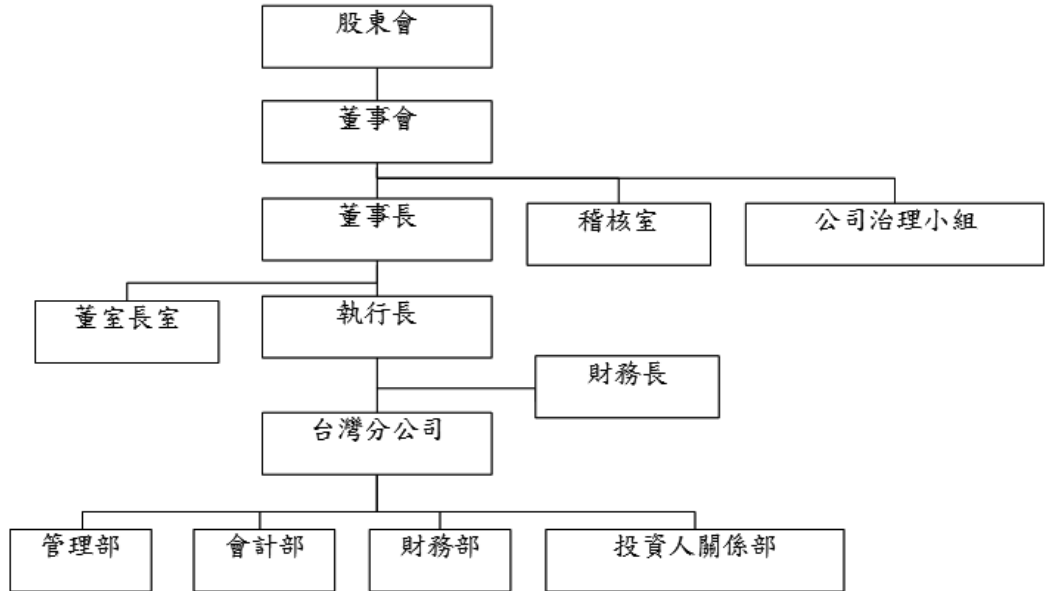 股東會
董事會
董事長
稽核室
公司治理小組
董室長室
執行長
財務長
台灣分公司
管理部
會計部
財務部
投資人關係部